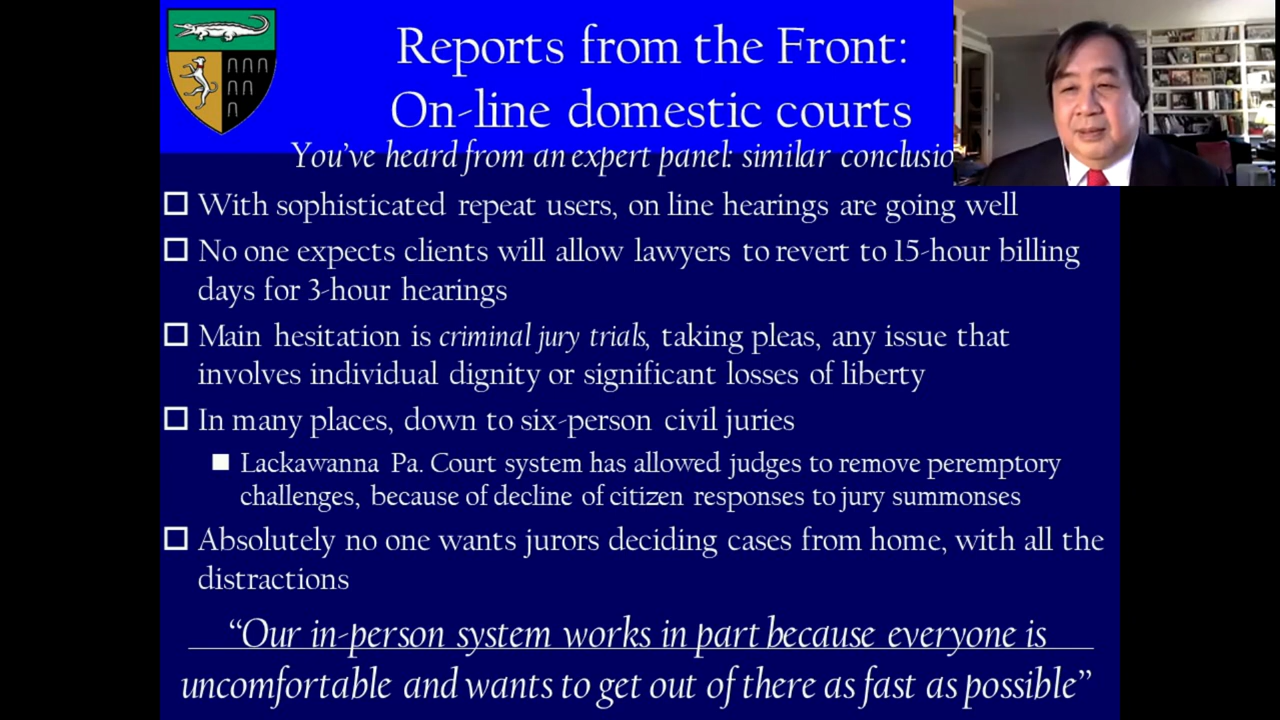 Reports from the Front:
On-line domestic courts
You've heard from an expert panel: similar
With sophisticated repeat users, on line hearings are going well
No one expects clients will allow lawyers to revert to 15-hour billing
days for 3-hour hearings
Main hesitation is criminal jury trials, taking pleas, any issue that
involves individual dignity or significant losses of liberty
In many places, down to six-person civil juries
Lackawanna Pa. Court system has allowed judges to remove peremptory
challenges, because of decline of citizen responses to jury summonses
Absolutely no one wants jurors deciding cases from home, with all the
distractions
“Our in-person system works in part because everyone is
uncomfortable and wants to get out of there as fast as possible”